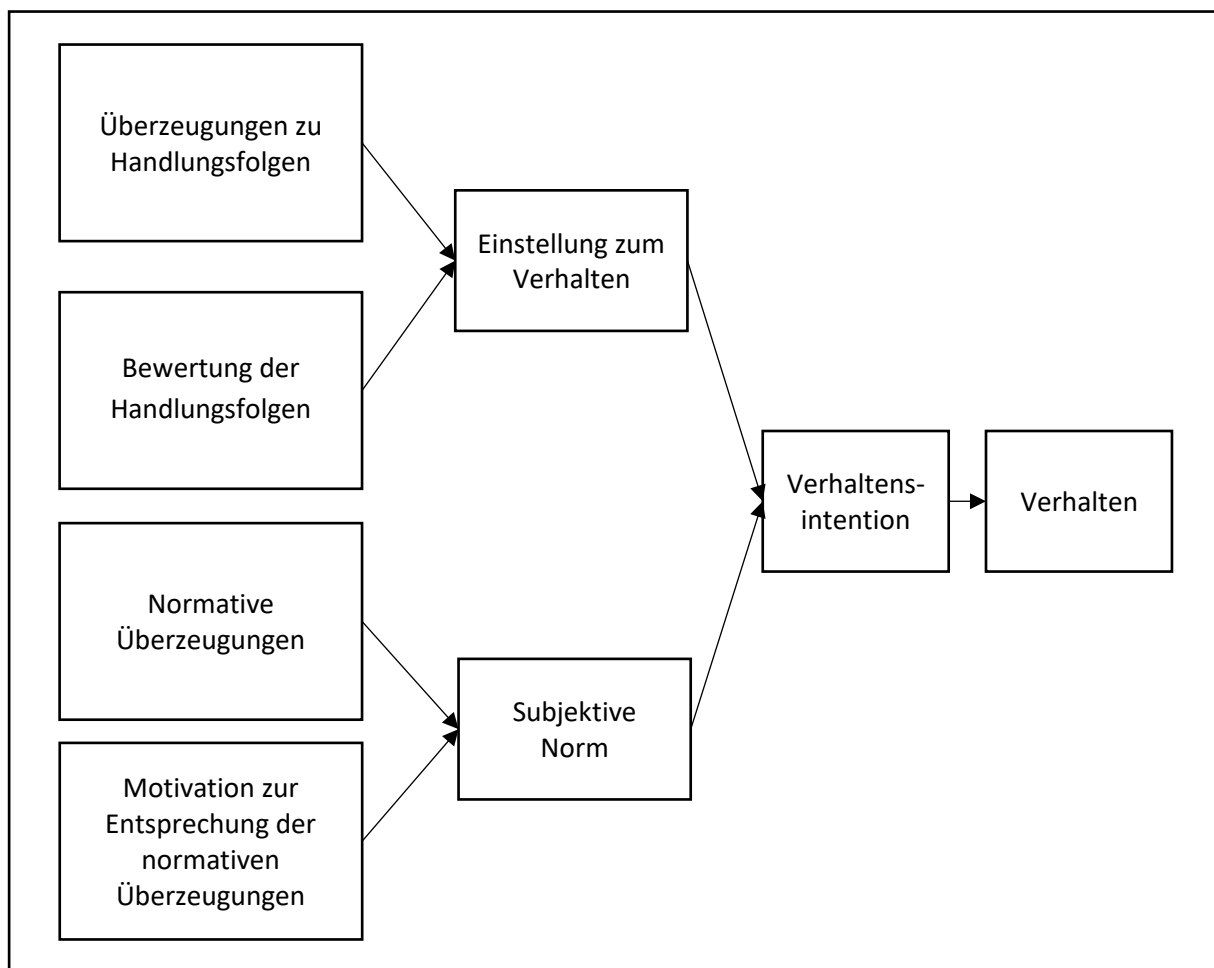 Überzeugungen zu
Handlungsfolgen
Bewertung der
Handlungsfolgen
Einstellung zum
Verhalten
Normative
Überzeugungen
Motivation zur
Entsprechung der
normativen
Überzeugungen
Subjektive
Norm
Verhaltens-
intention
Verhalten